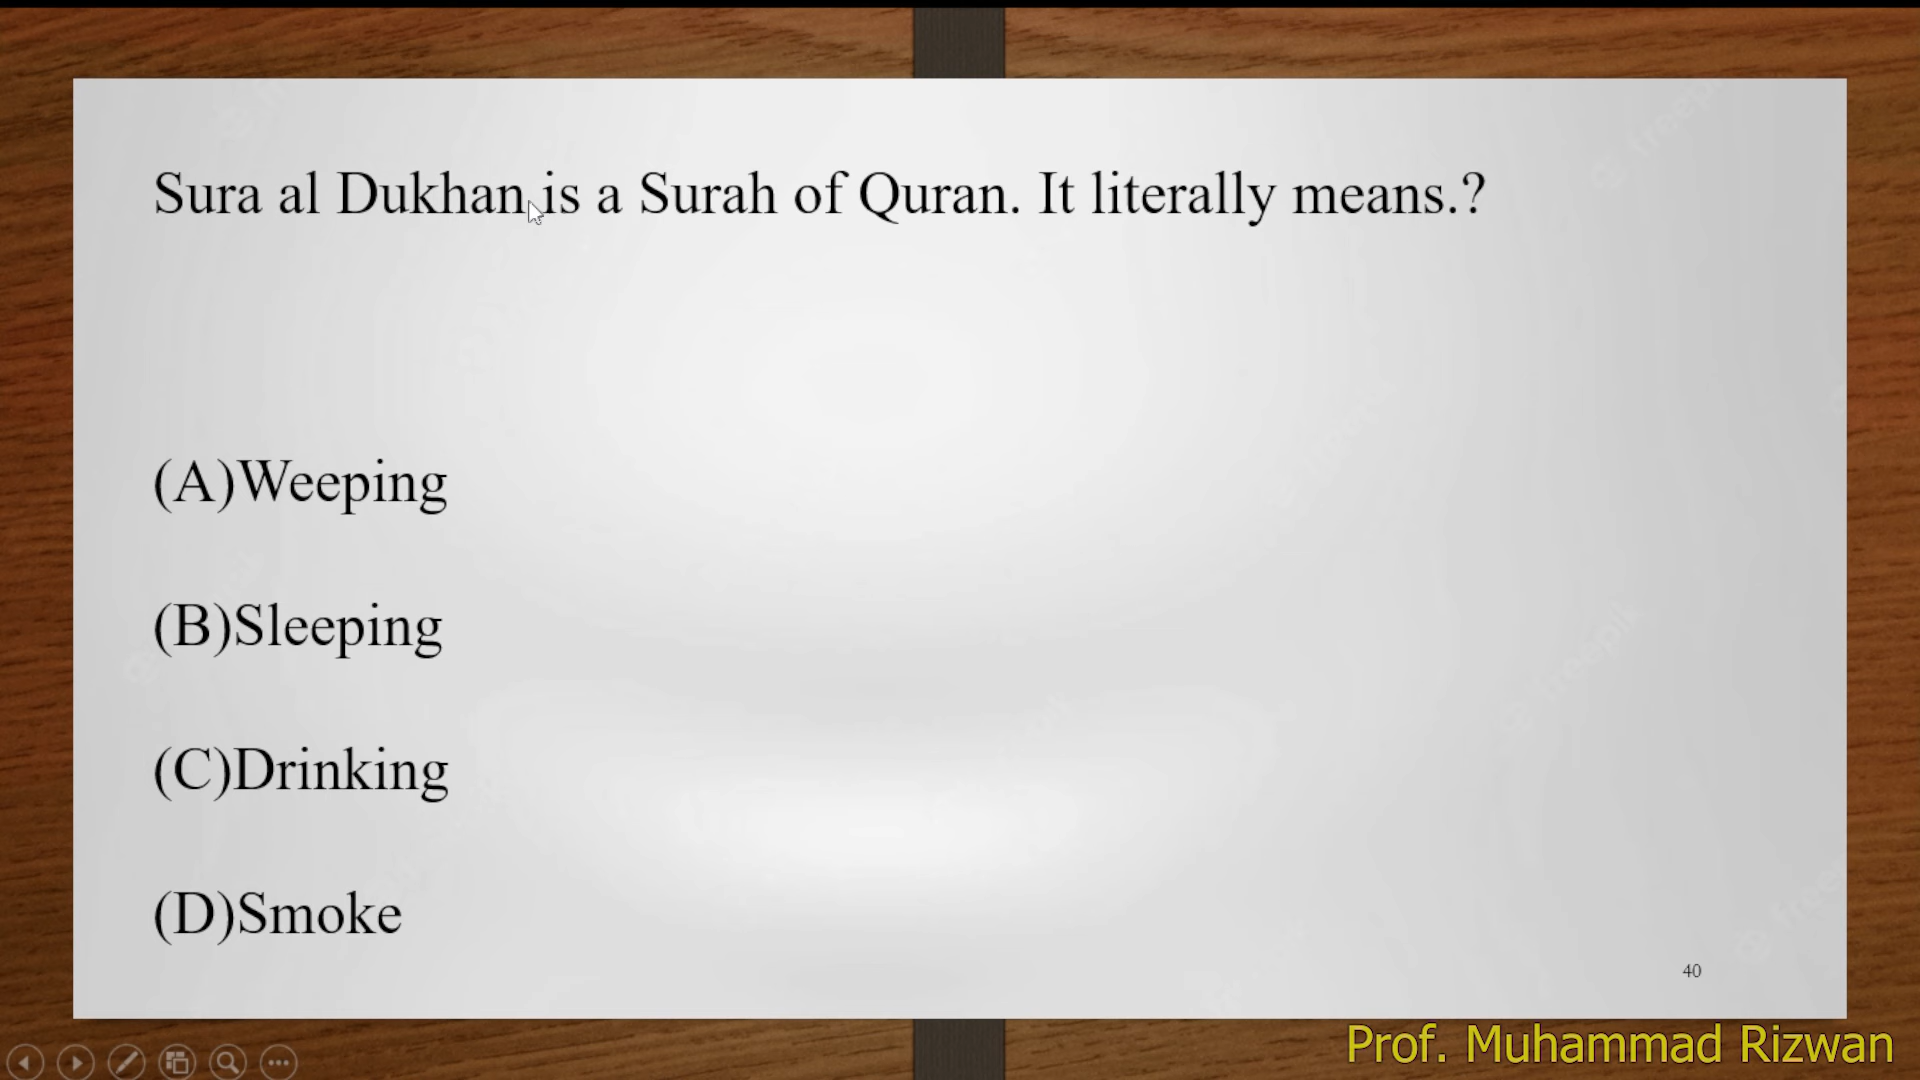 Sura al Dukhan is a Surah of Quran. It literally means.?
(A)Weeping
(B)Sleeping
(C)Drinking
(D)Smoke
40
Prof. Muhammad Rizwan